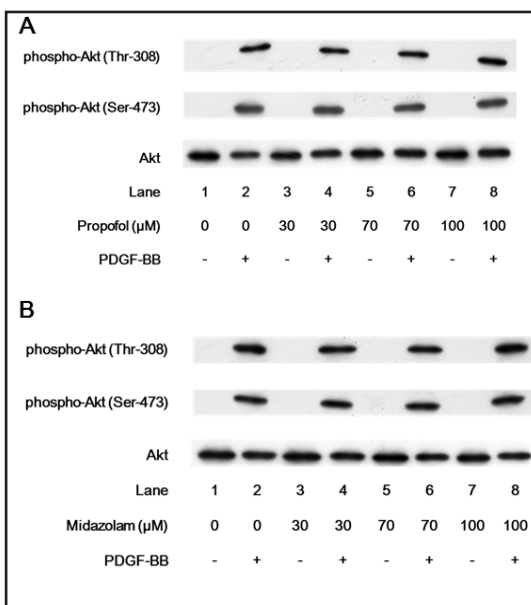 A
phospho-Akt (Thr-308)
phospho-Akt (Ser-473)
Akt
Lane 1 2 3 4 5 6 7 8
Propofol (µM) 0 0 30 30 70 70 100 100
PDGF-BB - + - + - + - +
B
phospho-Akt (Thr-308)
phospho-Akt (Ser-473)
Akt
Lane 1 2 3 4 5 6 7 8
Midazolam (µM) 0 0 30 30 70 70 100 100
PDGF-BB - + - + - + - +